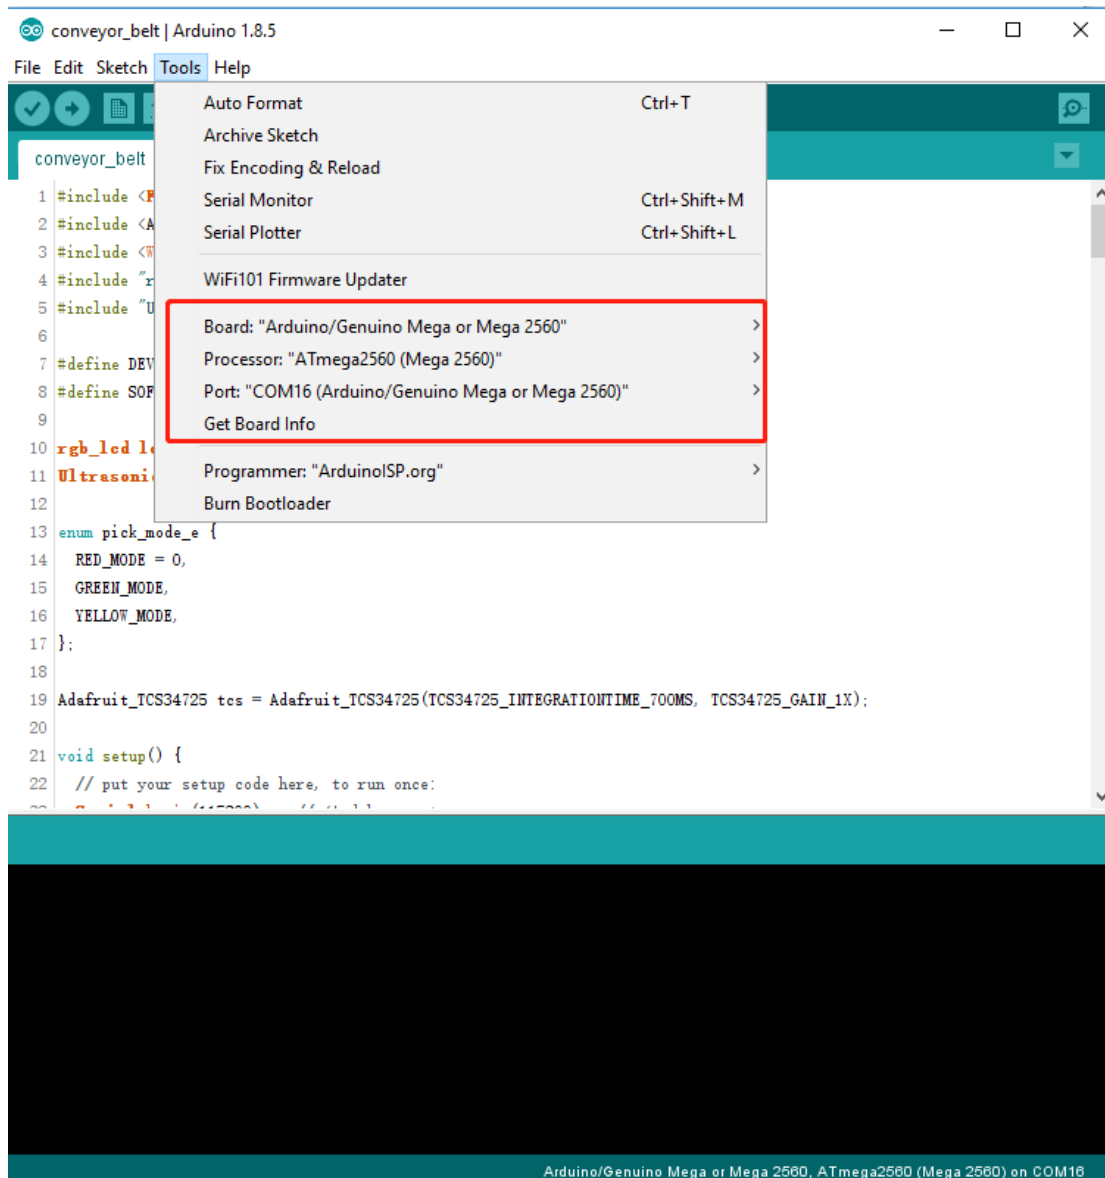 conveyor_belt | Arduino 1.8.5
File Edit Sketch Tools Help
Auto Format Ctrl+T
Archive Sketch
Fix Encoding & Reload
Serial Monitor Ctrl+Shift+M
Serial Plotter Ctrl+Shift+L
WiFi101 Firmware Updater
Board: "Arduino/Genuino Mega or Mega 2560"
Processor: "ATmega2560 (Mega 2560)"
Port: "COM16 (Arduino/Genuino Mega or Mega 2560)"
Get Board Info
Programmer: "ArduinoISP.org"
Burn Bootloader
conveyor_belt
1 #include <F
2 #include <A
3 #include <W
4 #include "r
5 #include "U
6
7 #define DEV
8 #define SOF
9
10 rgb_lcd l
11 Ultrasoni
12
13 enum pick_mode_e {
14 RED_MODE = 0,
15 GREEN_MODE,
16 YELLOW_MODE,
17 };
18
19 Adafruit_TCS34725 tcs = Adafruit_TCS34725(TCS34725_INTEGRATIONTIME_700MS, TCS34725_GAIN_1X);
20
21 void setup() {
22 // put your setup code here, to run once:
Arduino/Genuino Mega or Mega 2560, ATmega2560 (Mega 2560) on COM16